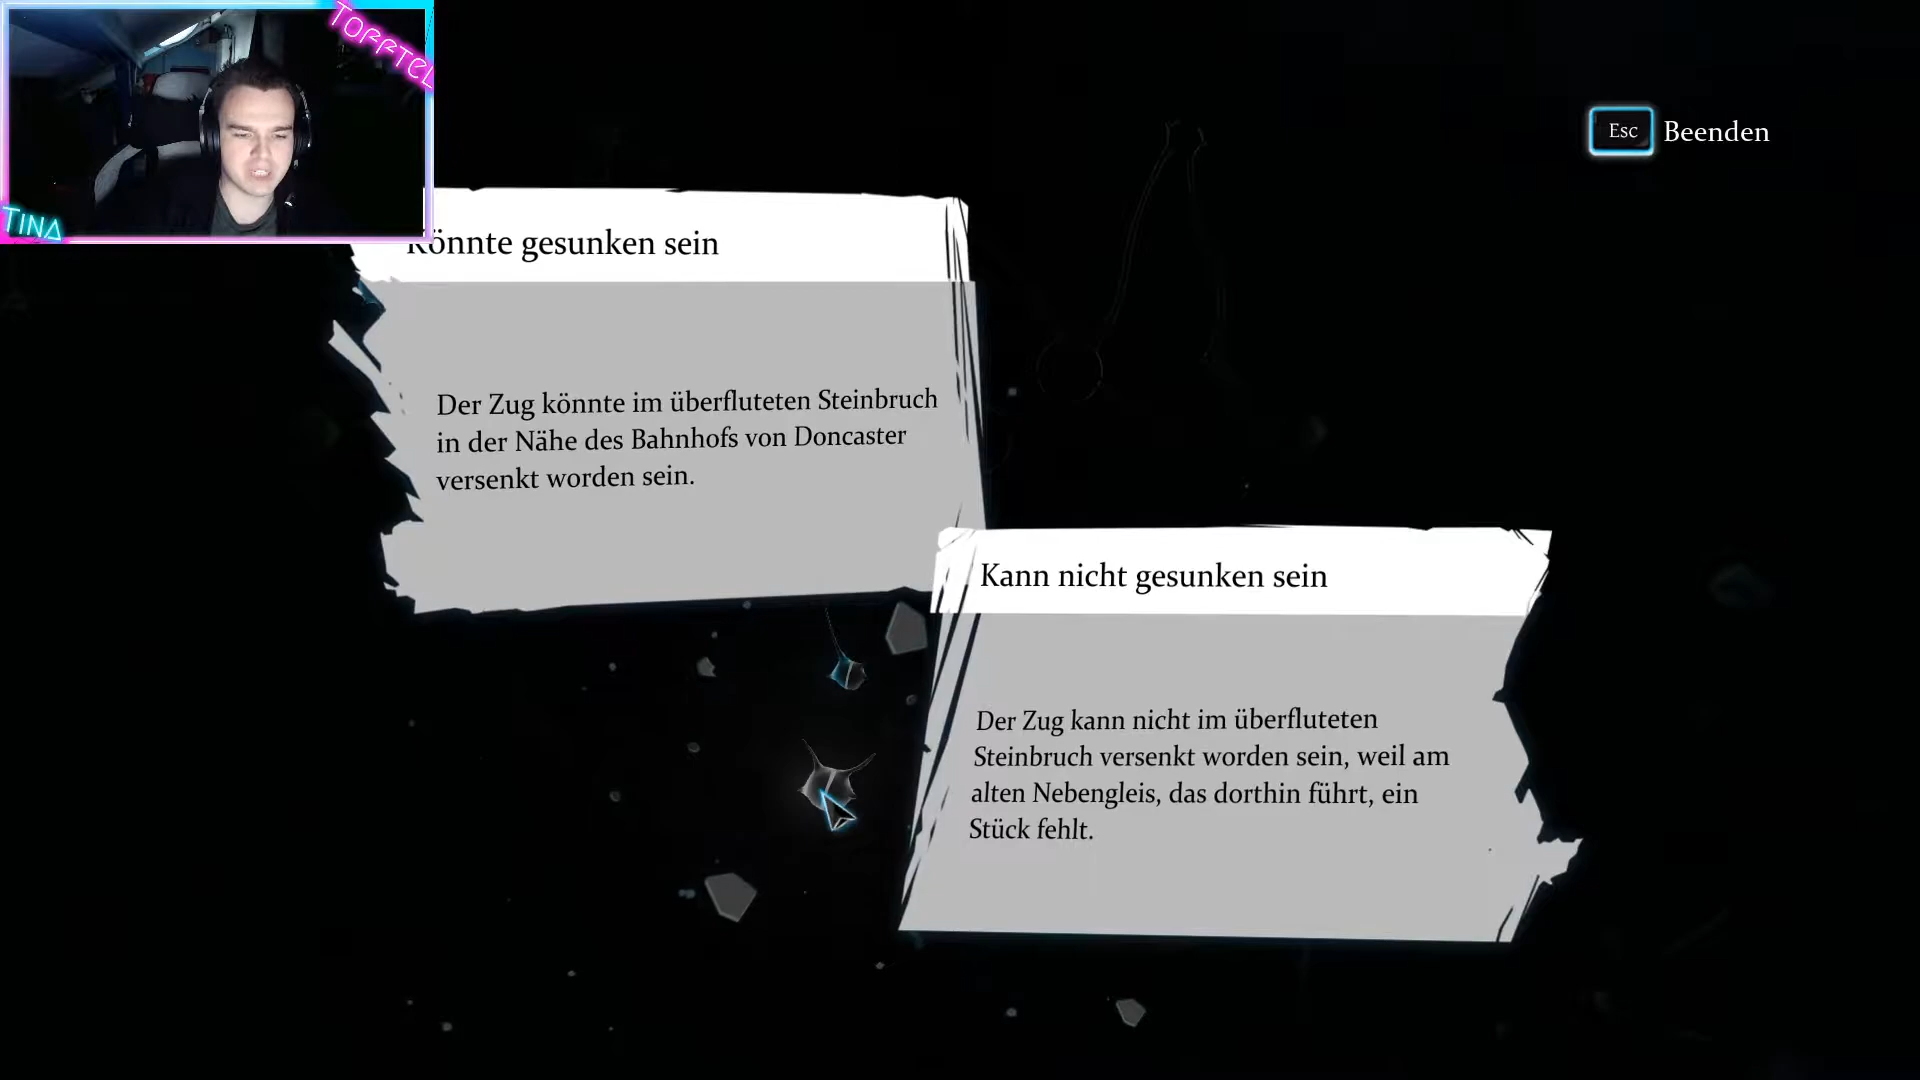 TOFFTEL
TINA
Esc Beenden
Könnte gesunken sein
Der Zug könnte im überfluteten Steinbruch
in der Nähe des Bahnhofs von Doncaster
versenkt worden sein.
Kann nicht gesunken sein
Der Zug kann nicht im überfluteten
Steinbruch versenkt worden sein, weil am
alten Nebengleis, das dorthin führt, ein
Stück fehlt.